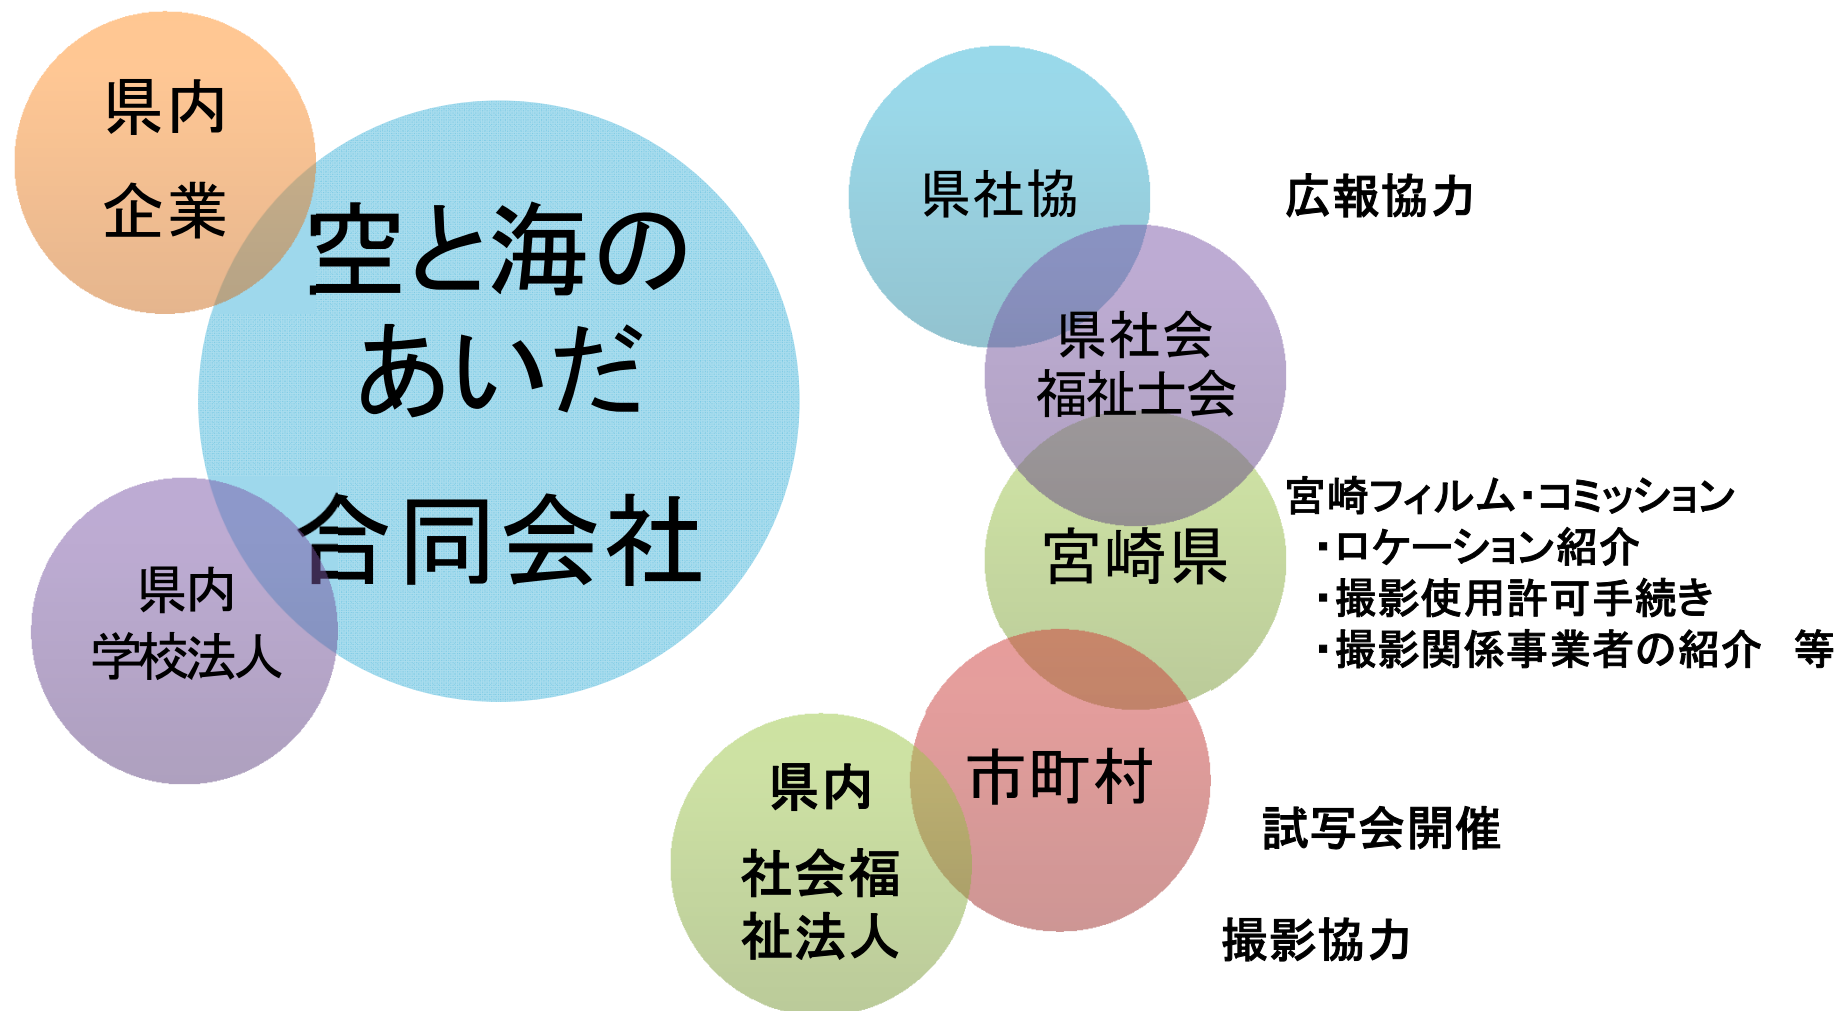 県内
企業
空と海の
あいだ
合同会社
県内
学校法人
県社協
広報協力
県社会
福祉士会
宮崎県
宮崎フィルム・コミッション
・ロケーション紹介
・撮影使用許可手続き
・撮影関係事業者の紹介　等
市町村
試写会開催
県内
社会福
祉法人
撮影協力